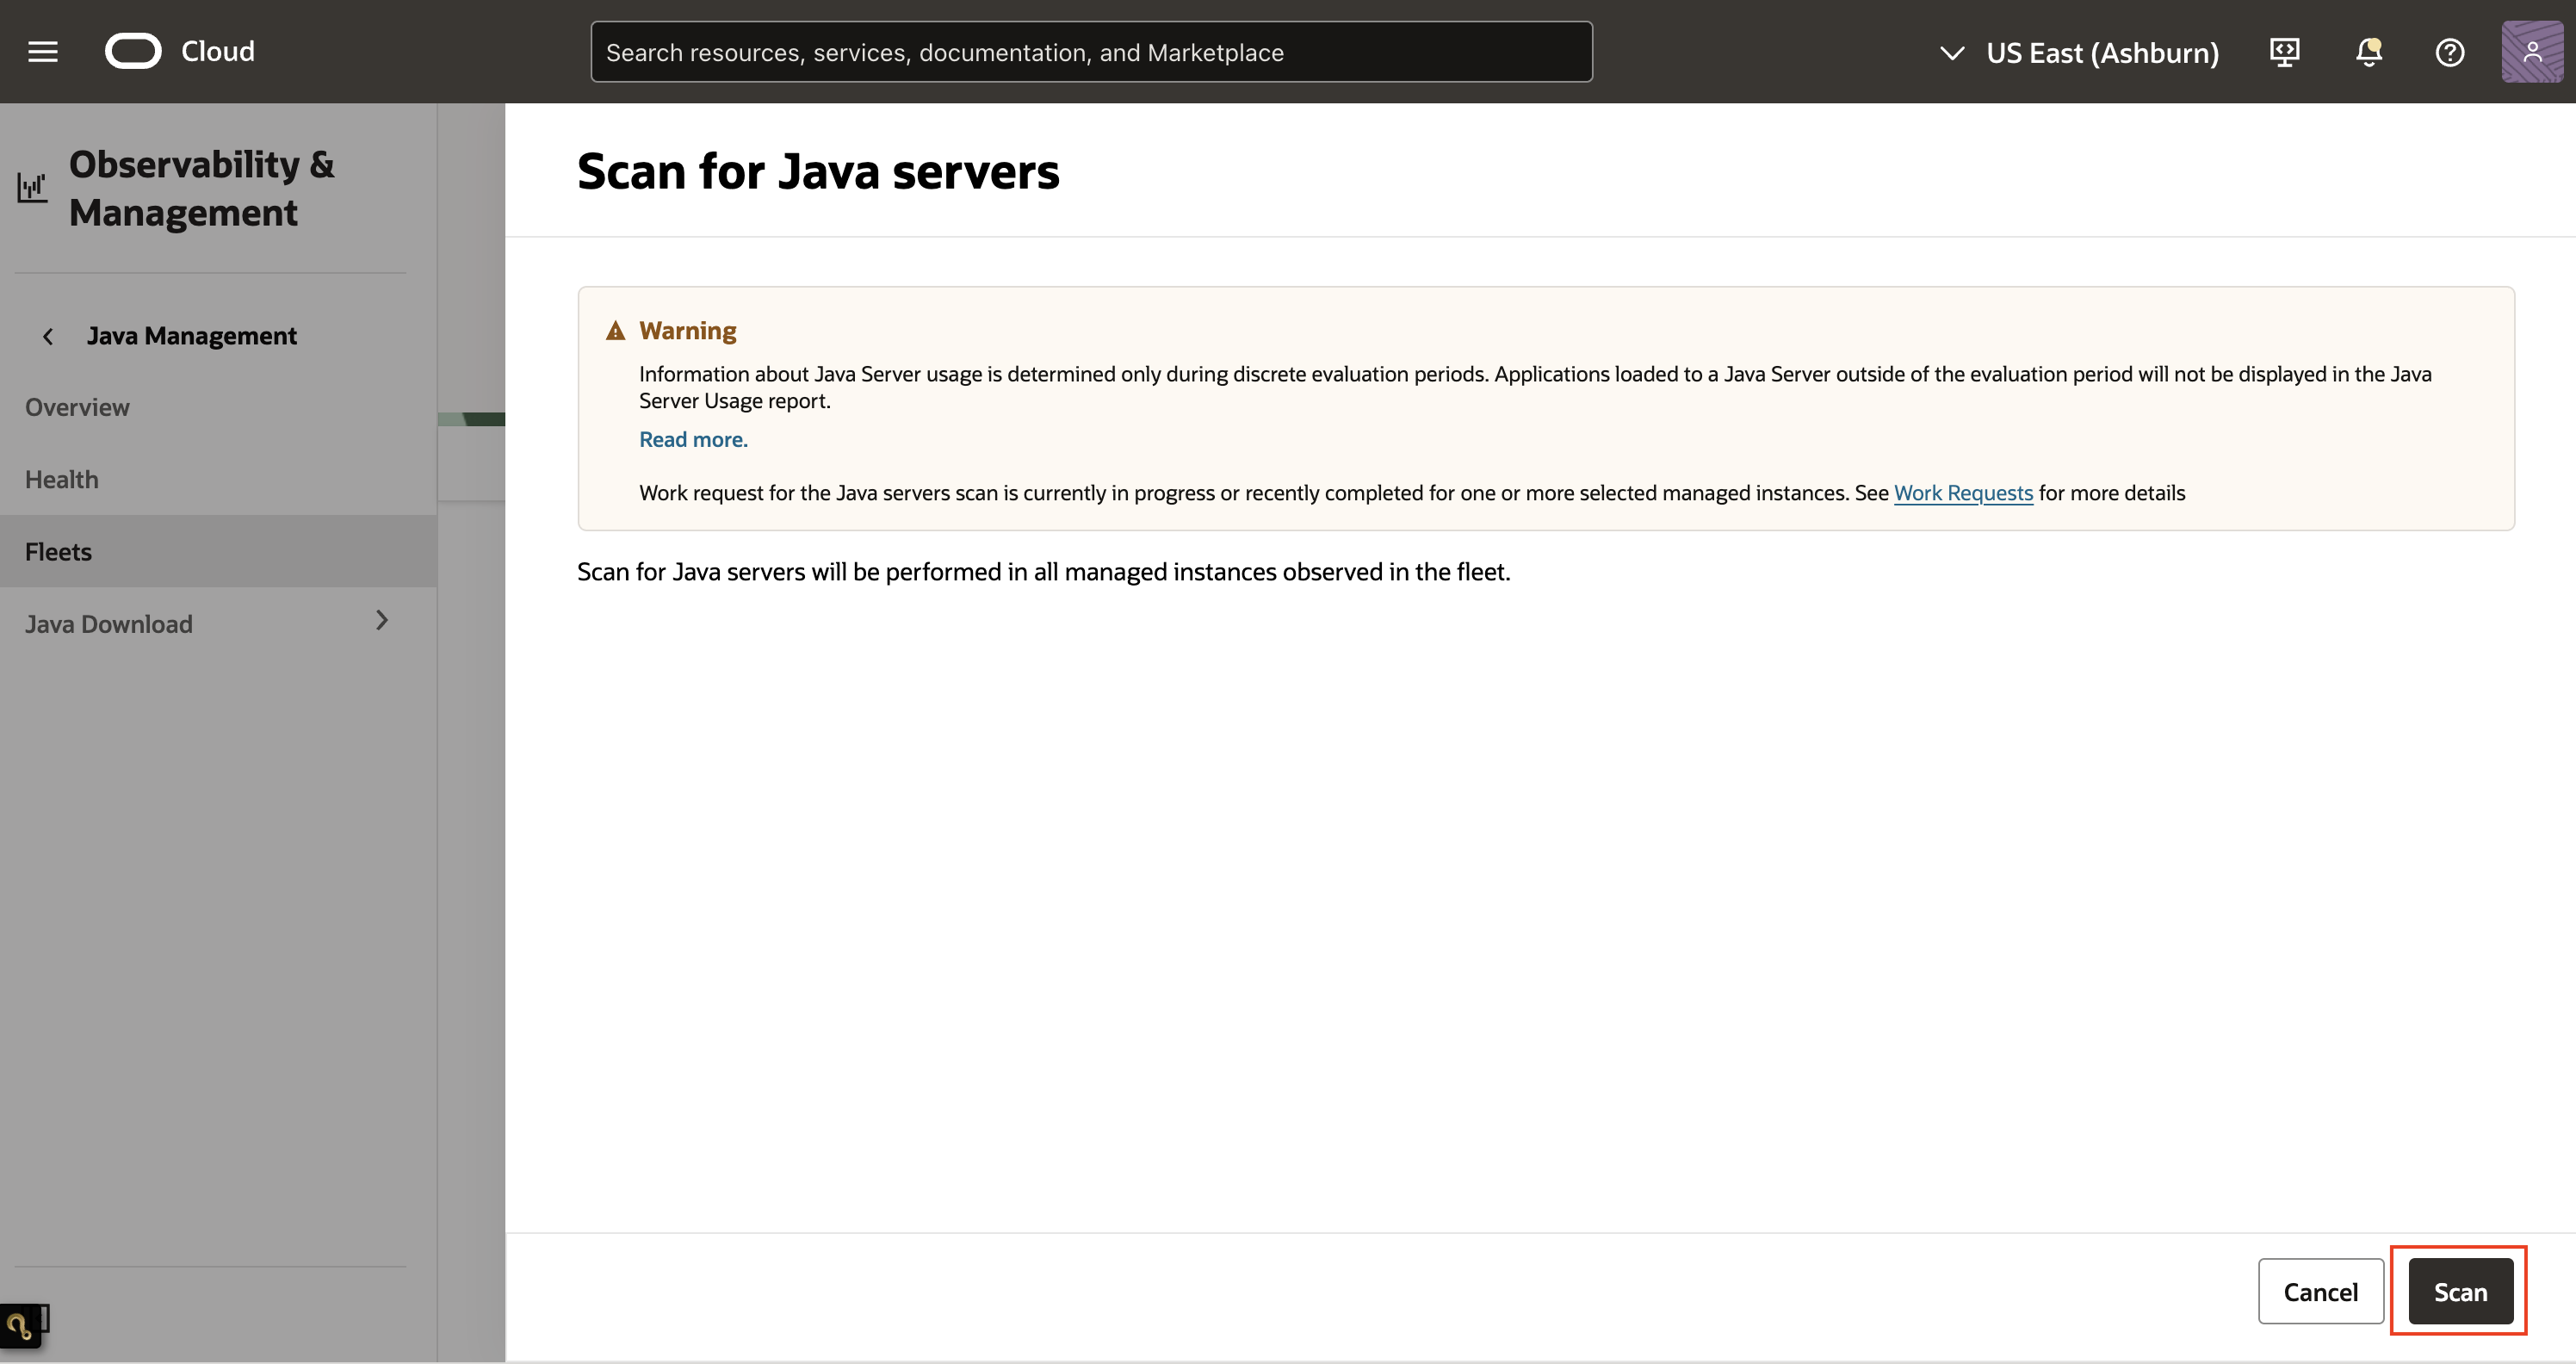 Cloud
Search resources, services, documentation, and Marketplace
US East (Ashburn)
Observability &
Management
Java Management
Overview
Health
Fleets
Java Download
Scan for Java servers
Warning
Information about Java Server usage is determined only during discrete evaluation periods. Applications loaded to a Java Server outside of the evaluation period will not be displayed in the Java
Server Usage report.
Read more.
Work request for the Java servers scan is currently in progress or recently completed for one or more selected managed instances. See Work Requests for more details
Scan for Java servers will be performed in all managed instances observed in the fleet.
Cancel
Scan